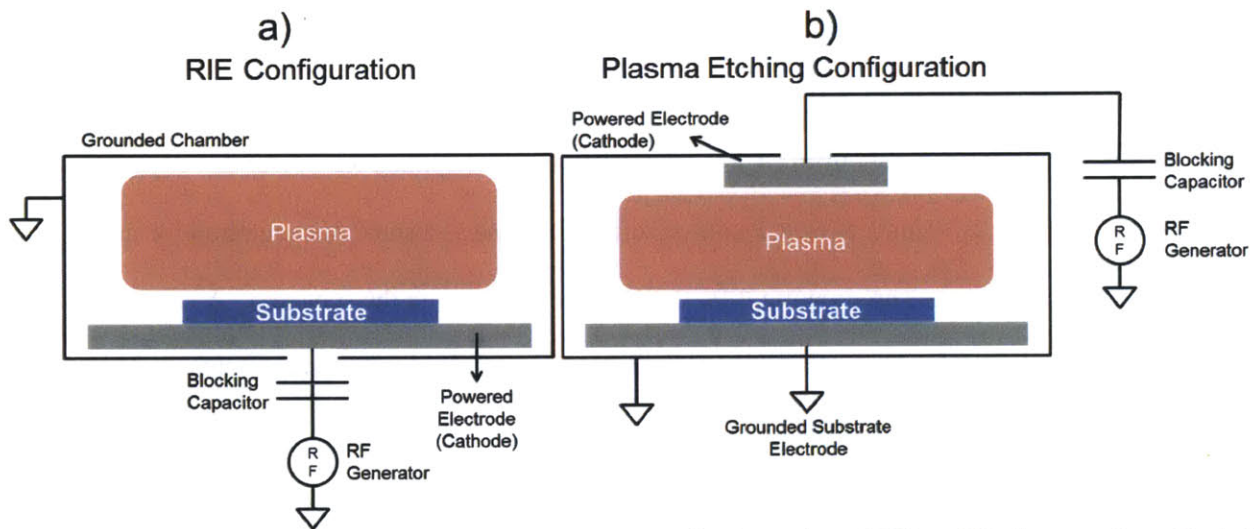 a)
RIE Configuration
Grounded Chamber
Plasma
Substrate
Blocking
Capacitor
R
F
RF
Generator
Powered
Electrode
(Cathode)
b)
Plasma Etching Configuration
Powered Electrode
(Cathode)
Plasma
Substrate
Blocking
Capacitor
R
F
RF
Generator
Grounded Substrate
Electrode